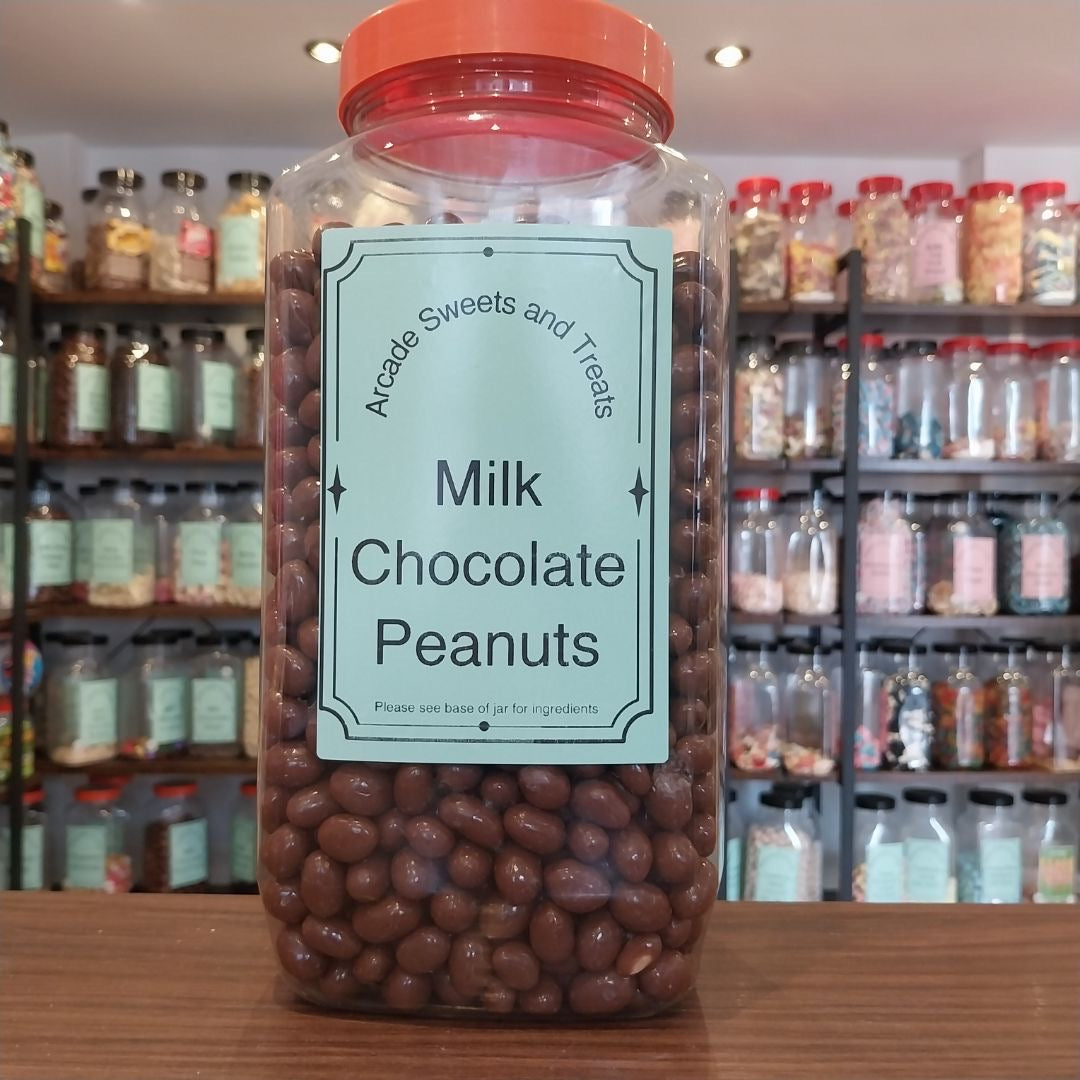 Arcade Sweets and Treats
Milk
Chocolate
Peanuts
Please see base of jar for ingredients